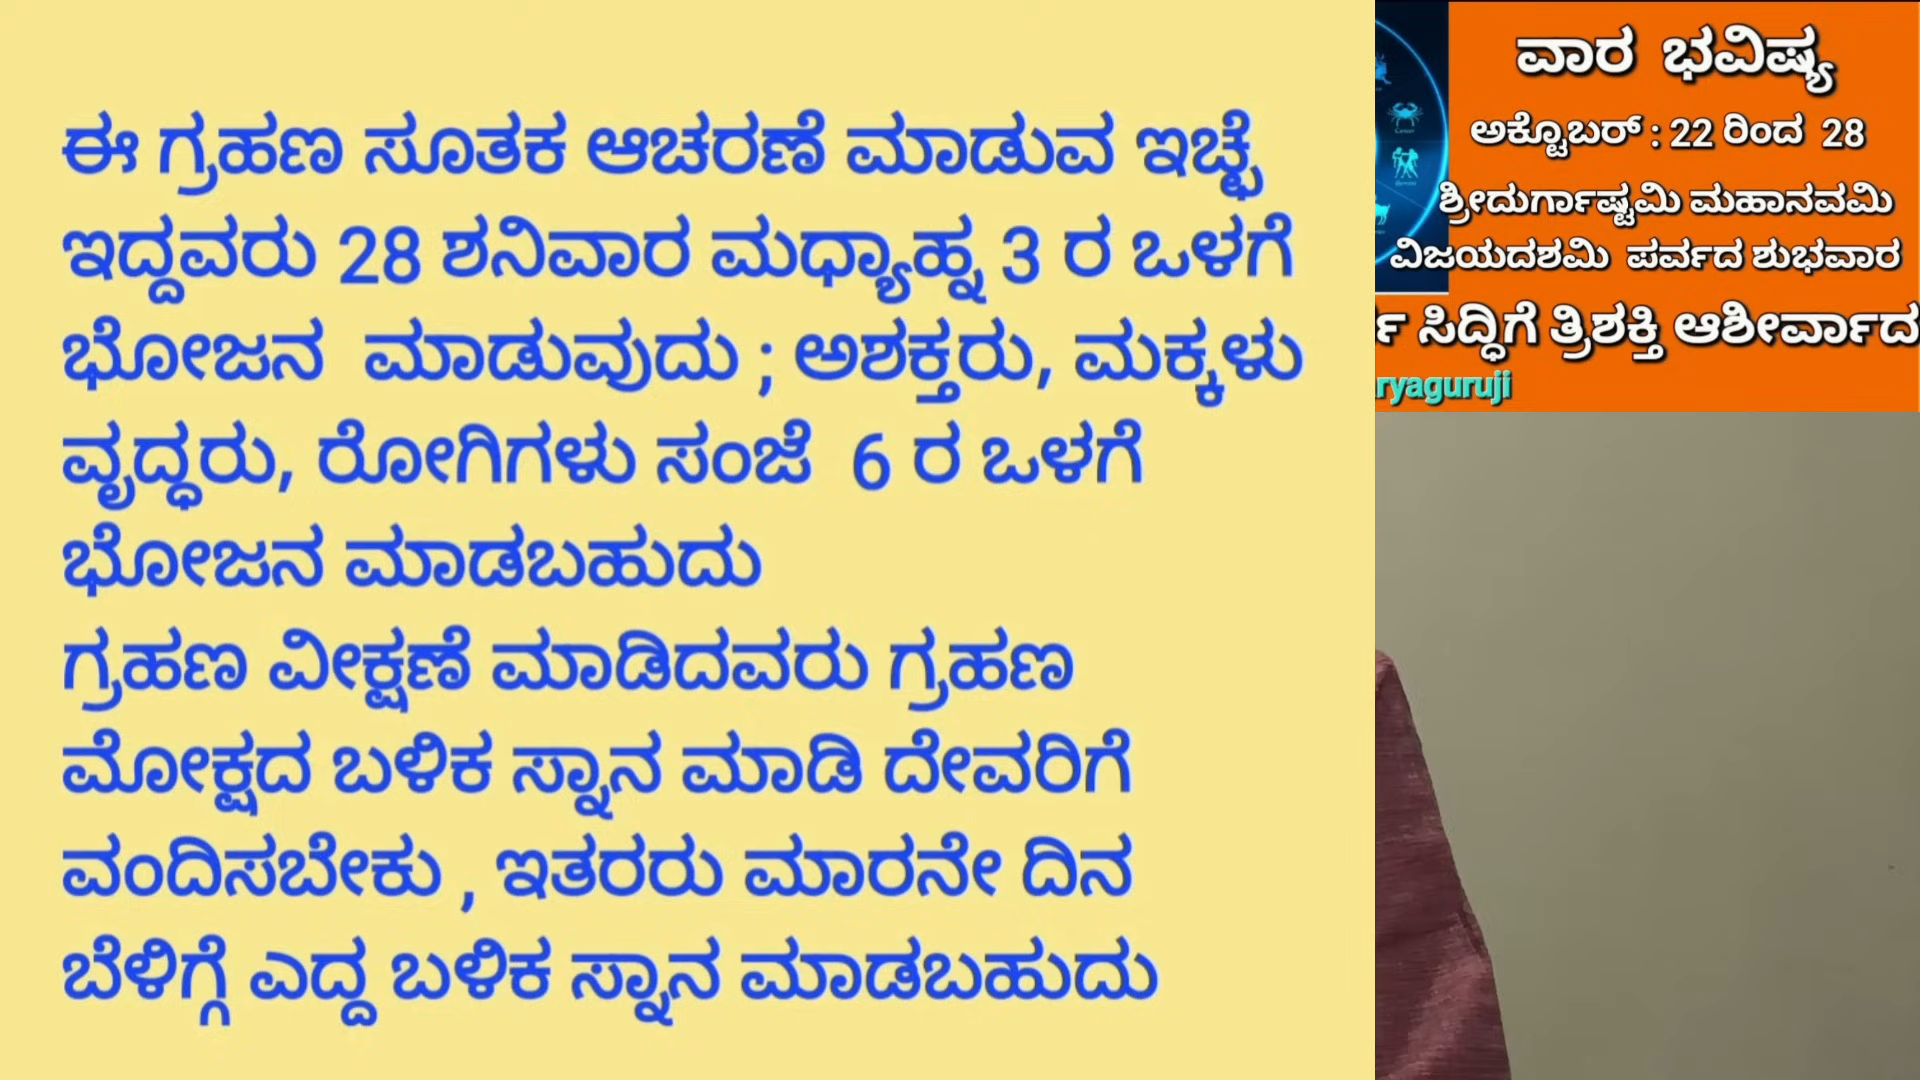 ಈ ಗ್ರಹಣ ಸೂತಕ ಆಚರಣೆ ಮಾಡುವ ಇಚ್ಛೆ
ಇದ್ದವರು 28 ಶನಿವಾರ ಮಧ್ಯಾಹ್ನ 3 ರ ಒಳಗೆ
ಭೋಜನ ಮಾಡುವುದು ; ಅಶಕ್ತರು, ಮಕ್ಕಳು
ವೃದ್ಧರು, ರೋಗಿಗಳು ಸಂಜೆ 6 ರ ಒಳಗೆ
ಭೋಜನ ಮಾಡಬಹುದು
ಗ್ರಹಣ ವೀಕ್ಷಣೆ ಮಾಡಿದವರು ಗ್ರಹಣ
ಮೋಕ್ಷದ ಬಳಿಕ ಸ್ನಾನ ಮಾಡಿ ದೇವರಿಗೆ
ವಂದಿಸಬೇಕು , ಇತರರು ಮಾರನೇ ದಿನ
ಬೆಳಿಗ್ಗೆ ಎದ್ದ ಬಳಿಕ ಸ್ನಾನ ಮಾಡಬಹುದು
ವಾರ ಭವಿಷ್ಯ
ಅಕ್ಟೊಬರ್ : 22 ರಿಂದ 28
ಶ್ರೀದುರ್ಗಾಷ್ಟಮಿ ಮಹಾನವಮಿ
ವಿಜಯದಶಮಿ ಪರ್ವದ ಶುಭವಾರ
ಸಿದ್ಧಿಗೆ ತ್ರಿಶಕ್ತಿ ಆಶೀರ್ವಾದ
ryaguruji